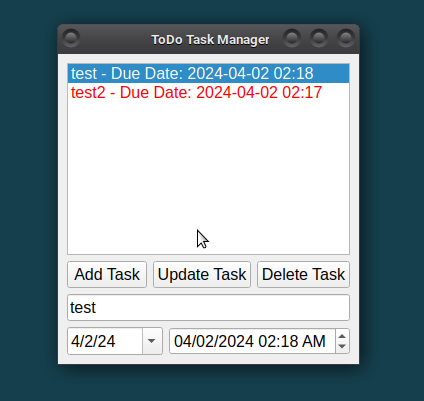 ToDo Task Manager
test - Due Date: 2024-04-02 02:18
test2 - Due Date: 2024-04-02 02:17
Add Task Update Task Delete Task
test
4/2/24 04/02/2024 02:18 AM